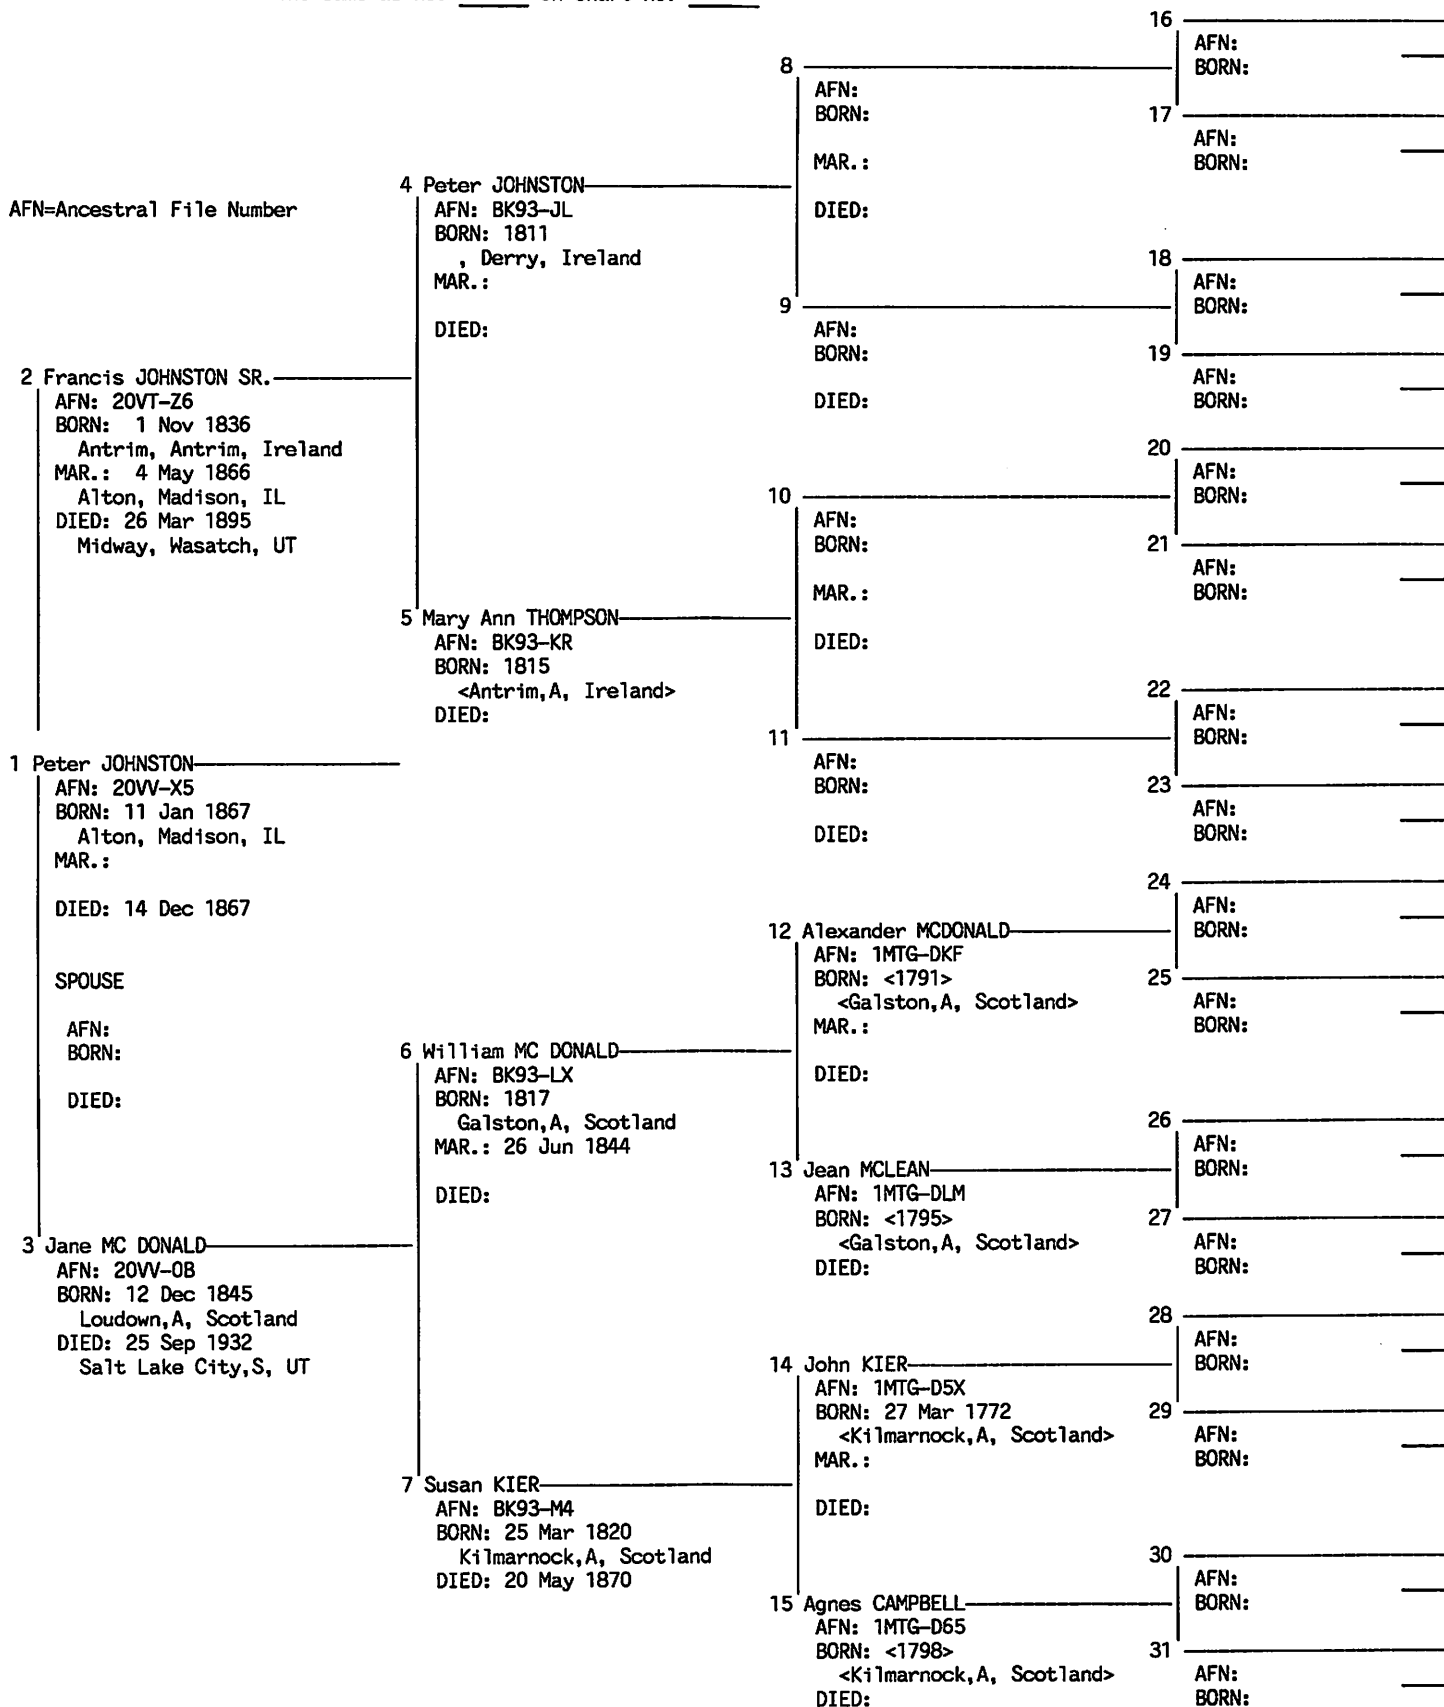 AFN=Ancestral File Number
1 Peter JOHNSTON
AFN: 20VV-X5
BORN: 11 Jan 1867
Alton, Madison, IL
MAR.:
DIED: 14 Dec 1867
SPOUSE
AFN:
BORN:
DIED:
2 Francis JOHNSTON SR.
AFN: 20VT-Z6
BORN: 1 Nov 1836
Antrim, Antrim, Ireland
MAR.: 4 May 1866
Alton, Madison, IL
DIED: 26 Mar 1895
Midway, Wasatch, UT
3 Jane MC DONALD
AFN: 20VV-0B
BORN: 12 Dec 1845
Loudown,A, Scotland
DIED: 25 Sep 1932
Salt Lake City,S, UT
4 Peter JOHNSTON
AFN: BK93-JL
BORN: 1811
, Derry, Ireland
MAR.:
DIED:
5 Mary Ann THOMPSON
AFN: BK93-KR
BORN: 1815
<Antrim,A, Ireland>
DIED:
6 William MC DONALD
AFN: BK93-LX
BORN: 1817
Galston,A, Scotland
MAR.: 26 Jun 1844
DIED:
7 Susan KIER
AFN: BK93-M4
BORN: 25 Mar 1820
Kilmarnock,A, Scotland
DIED: 20 May 1870
8
AFN:
BORN:
MAR.:
DIED:
9
AFN:
BORN:
DIED:
10
AFN:
BORN:
MAR.:
DIED:
11
AFN:
BORN:
DIED:
12 Alexander MCDONALD
AFN: 1MTG-DKF
BORN: <1791>
<Galston,A, Scotland>
MAR.:
DIED:
13 Jean MCLEAN
AFN: 1MTG-DLM
BORN: <1795>
<Galston,A, Scotland>
DIED:
14 John KIER
AFN: 1MTG-D5X
BORN: 27 Mar 1772
<Kilmarnock,A, Scotland>
MAR.:
DIED:
15 Agnes CAMPBELL
AFN: 1MTG-D65
BORN: <1798>
<Kilmarnock,A, Scotland>
DIED:
16
AFN:
BORN:
17
AFN:
BORN:
18
AFN:
BORN:
19
AFN:
BORN:
20
AFN:
BORN:
21
AFN:
BORN:
22
AFN:
BORN:
23
AFN:
BORN:
24
AFN:
BORN:
25
AFN:
BORN:
26
AFN:
BORN:
27
AFN:
BORN:
28
AFN:
BORN:
29
AFN:
BORN:
30
AFN:
BORN:
31
AFN:
BORN: